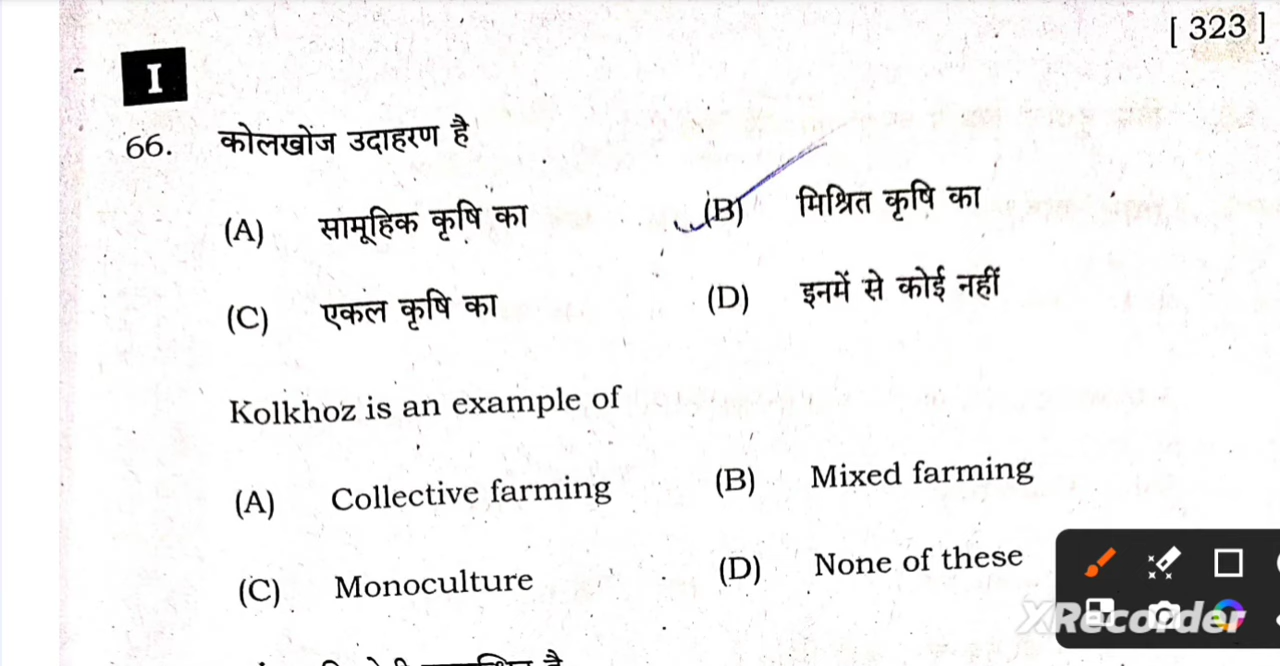 [ 323 ]
I
66. कोलखोज उदाहरण है
(A) सामूहिक कृषि का (B) मिश्रित कृषि का
(C) एकल कृषि का (D) इनमें से कोई नहीं
Kolkhoz is an example of
(A) Collective farming (B) Mixed farming
(C) Monoculture (D) None of these
XRecorder